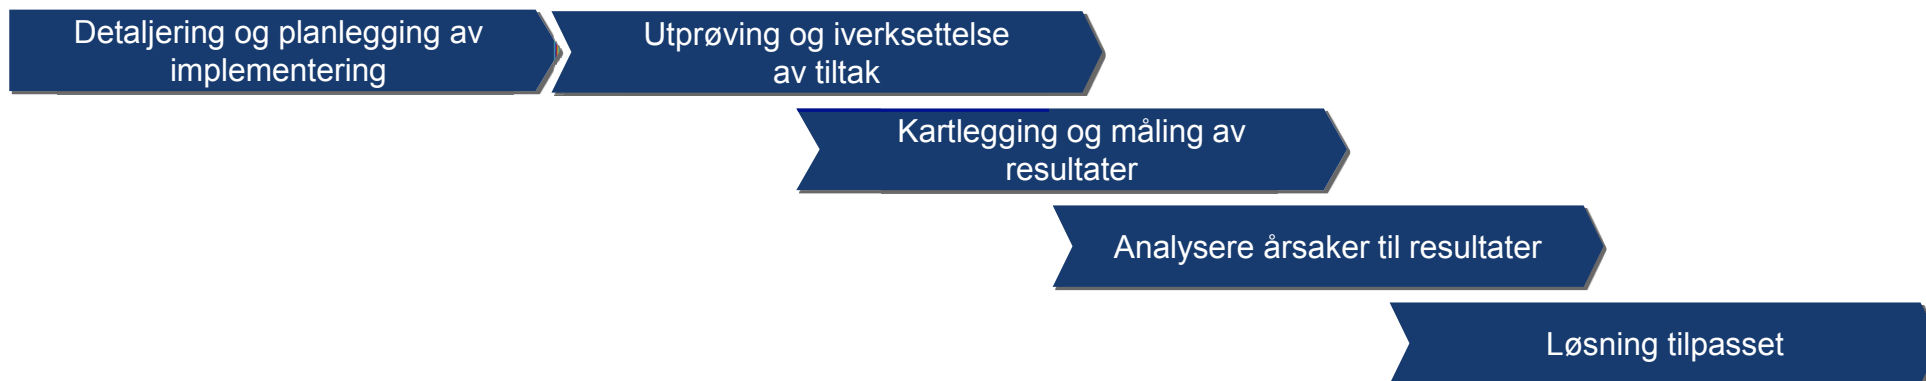 Detaljering og planlegging av
implementering
Utprøving og iverksettelse
av tiltak
Kartlegging og måling av
resultater
Analysere årsaker til resultater
Løsning tilpasset